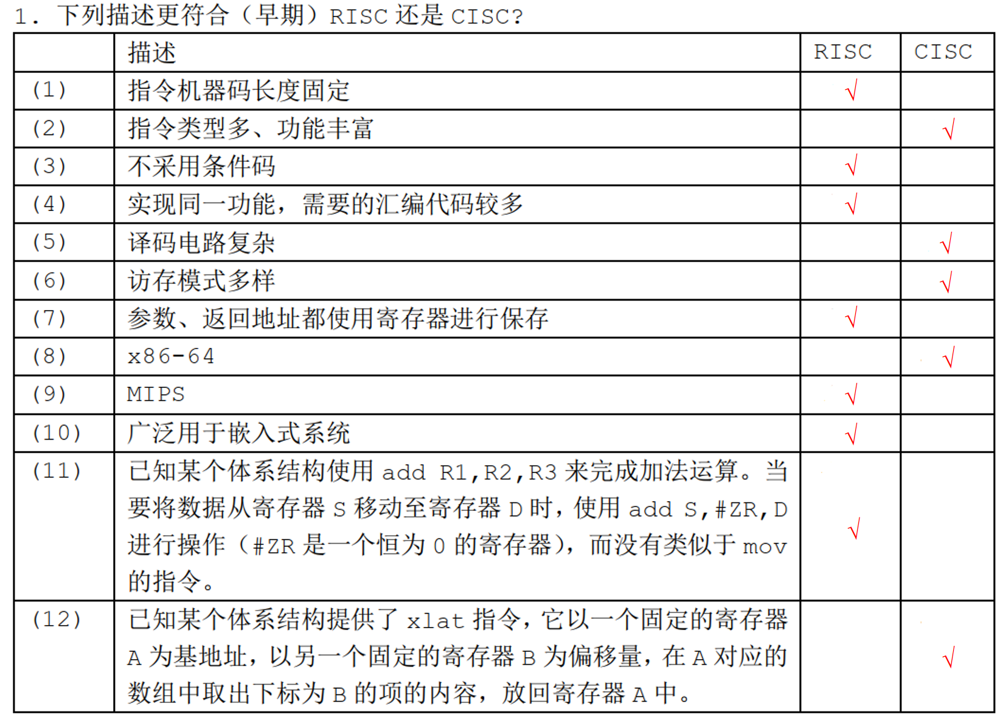 1. 下列描述更符合（早期）RISC 还是 CISC?
描述 RISC CISC
(1) 指令机器码长度固定 √
(2) 指令类型多、功能丰富 √
(3) 不采用条件码 √
(4) 实现同一功能，需要的汇编代码较多 √
(5) 译码电路复杂 √
(6) 访存模式多样 √
(7) 参数、返回地址都使用寄存器进行保存 √
(8) x86-64 √
(9) MIPS √
(10) 广泛用于嵌入式系统 √
(11) 已知某个体系结构使用 add R1,R2,R3 来完成加法运算。当
要将数据从寄存器 S 移动至寄存器 D 时，使用 add S,#ZR,D
进行操作（#ZR 是一个恒为 0 的寄存器），而没有类似于 mov √
的指令。
(12) 已知某个体系结构提供了 xlat 指令，它以一个固定的寄存器
A 为基地址，以另一个固定的寄存器 B 为偏移量，在 A 对应的 √
数组中取出下标为 B 的项的内容，放回寄存器 A 中。